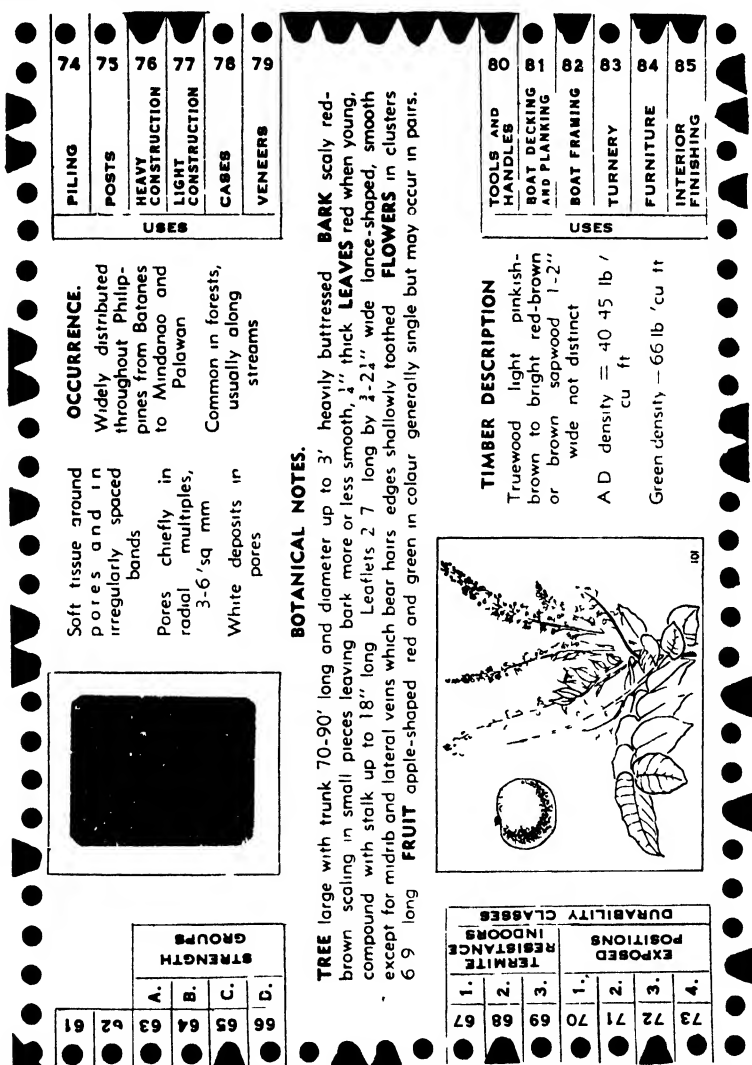 61
62
63 A.
64 B.
65 C.
66 D.
STRENGTH
GROUPS
Soft tissue around
pores and in
irregularly spaced
bands
Pores chiefly in
radial multiples,
3-6'sq mm
White deposits in
pores
OCCURRENCE.
Widely distributed
throughout Philip-
pines from Batanes
to Mindanao and
Palawan
Common in forests,
usually along
streams
USES
PILING 74
POSTS 75
HEAVY
CONSTRUCTION 76
LIGHT
CONSTRUCTION 77
CASES 78
VENEERS 79
BOTANICAL NOTES.
TREE large with trunk 70-90' long and diameter up to 3' heavily buttressed BARK scaly red-
brown scaling in small pieces leaving bark more or less smooth, ¼" thick LEAVES red when young,
compound with stalk up to 18" long Leaflets 2 7 long by ¾-2¼" wide lance-shaped, smooth
except for midrib and lateral veins which bear hairs edges shallowly toothed FLOWERS in clusters
6 9 long FRUIT apple-shaped red and green in colour generally single but may occur in pairs.
67 1.
68 2.
69 3.
TERMITE
RESISTANCE
INDOORS
70 1.
71 2.
72 3.
73 4.
EXPOSED
POSITIONS
DURABILITY CLASSES
101
TIMBER DESCRIPTION
Truewood light pinkish-
brown to bright red-brown
or brown sapwood 1-2"
wide not distinct
A D density = 40 45 lb /
cu ft
Green density — 66 lb 'cu ft
USES
TOOLS AND
HANDLES 80
BOAT DECKING
AND PLANKING 81
BOAT FRAMING 82
TURNERY 83
FURNITURE 84
INTERIOR
FINISHING 85